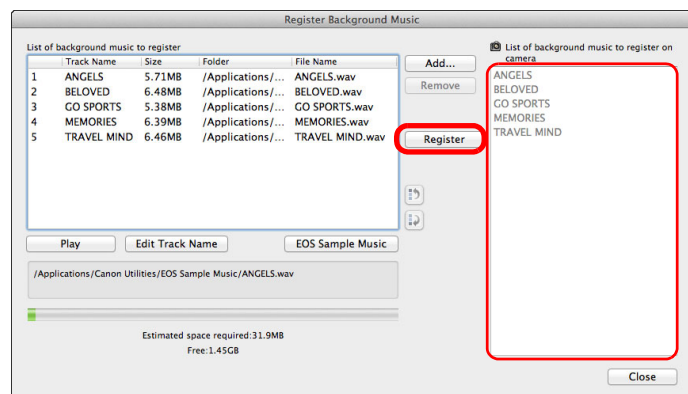 Register Background Music
List of background music to register
Track Name Size Folder File Name
1 ANGELS 5.71MB /Applications/... ANGELS.wav
2 BELOVED 6.48MB /Applications/... BELOVED.wav
3 GO SPORTS 5.38MB /Applications/... GO SPORTS.wav
4 MEMORIES 6.39MB /Applications/... MEMORIES.wav
5 TRAVEL MIND 6.46MB /Applications/... TRAVEL MIND.wav
Add...
Remove
Register
Play Edit Track Name EOS Sample Music
/Applications/Canon Utilities/EOS Sample Music/ANGELS.wav
Estimated space required:31.9MB
Free:1.45GB
List of background music to register on
camera
ANGELS
BELOVED
GO SPORTS
MEMORIES
TRAVEL MIND
Close